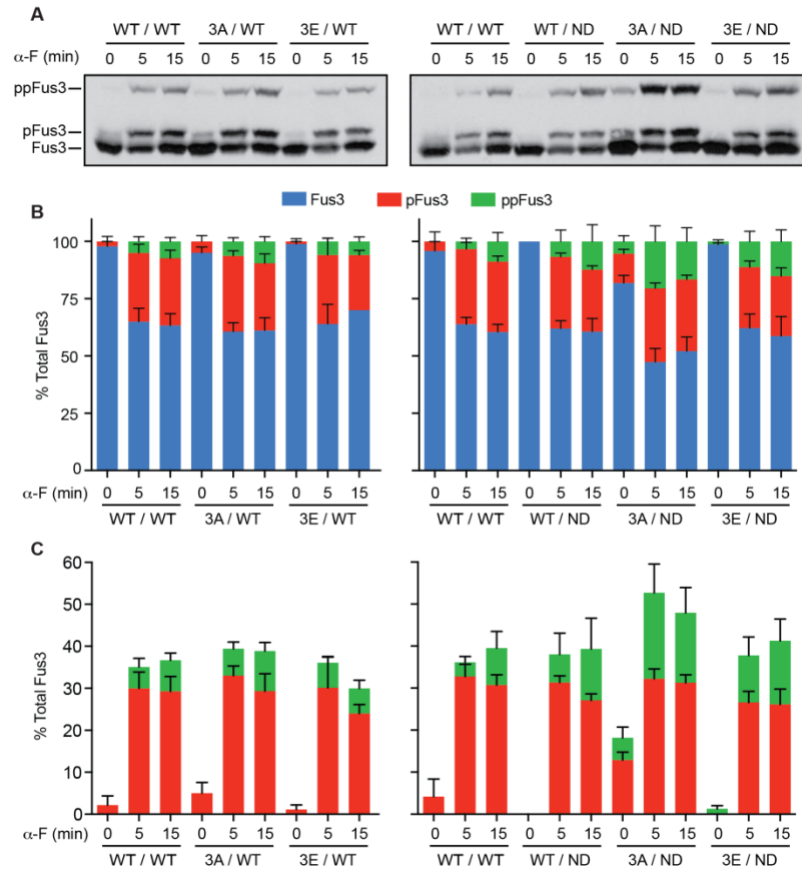 A
WT / WT 3A / WT 3E / WT WT / WT WT / ND 3A / ND 3E / ND
α-F (min) 0 5 15 0 5 15 0 5 15 0 5 15 0 5 15 0 5 15 0 5 15
ppFus3
pFus3
Fus3
Fus3 pFus3 ppFus3
B
100
75
50
25
0
% Total Fus3
α-F (min) 0 5 15 0 5 15 0 5 15 0 5 15 0 5 15 0 5 15 0 5 15
WT / WT 3A / WT 3E / WT WT / WT WT / ND 3A / ND 3E / ND
C
60
50
40
30
20
10
0
% Total Fus3
α-F (min) 0 5 15 0 5 15 0 5 15 0 5 15 0 5 15 0 5 15 0 5 15
WT / WT 3A / WT 3E / WT WT / WT WT / ND 3A / ND 3E / ND